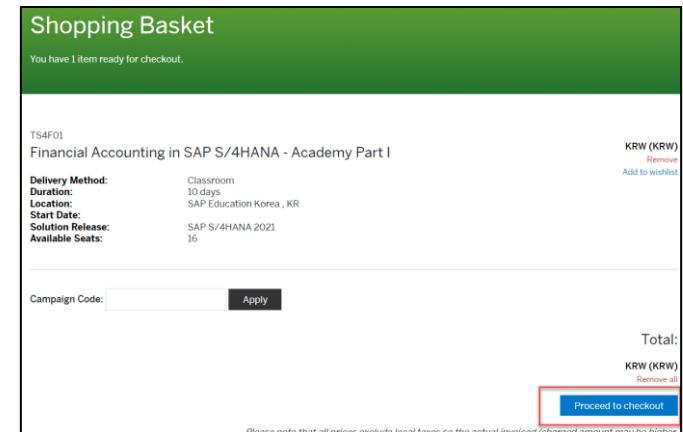 Shopping Basket
You have 1 item ready for checkout.
TS4F01
Financial Accounting in SAP S/4HANA - Academy Part I
KRW (KRW)
Remove
Add to wishlist
Delivery Method: Classroom
Duration: 10 days
Location: SAP Education Korea , KR
Start Date:
Solution Release: SAP S/4HANA 2021
Available Seats: 16
Campaign Code: Apply
Total:
KRW (KRW)
Remove all
Proceed to checkout
Please note that all prices exclude local taxes so the actual invoiced /charged amount may be higher